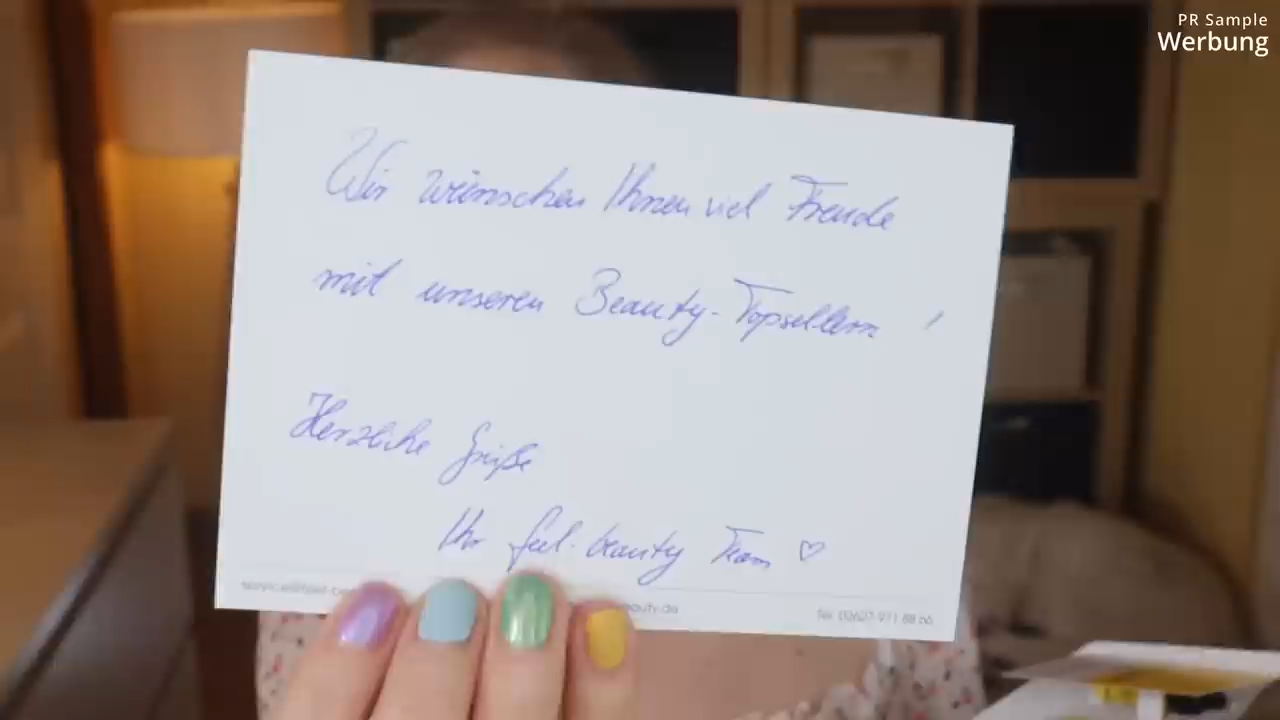 PR Sample
Werbung
Wir wünschen Ihnen viel Freude
mit unseren Beauty-Topsellern !
Herzliche Grüße
Ihr feel-beauty Team ♡